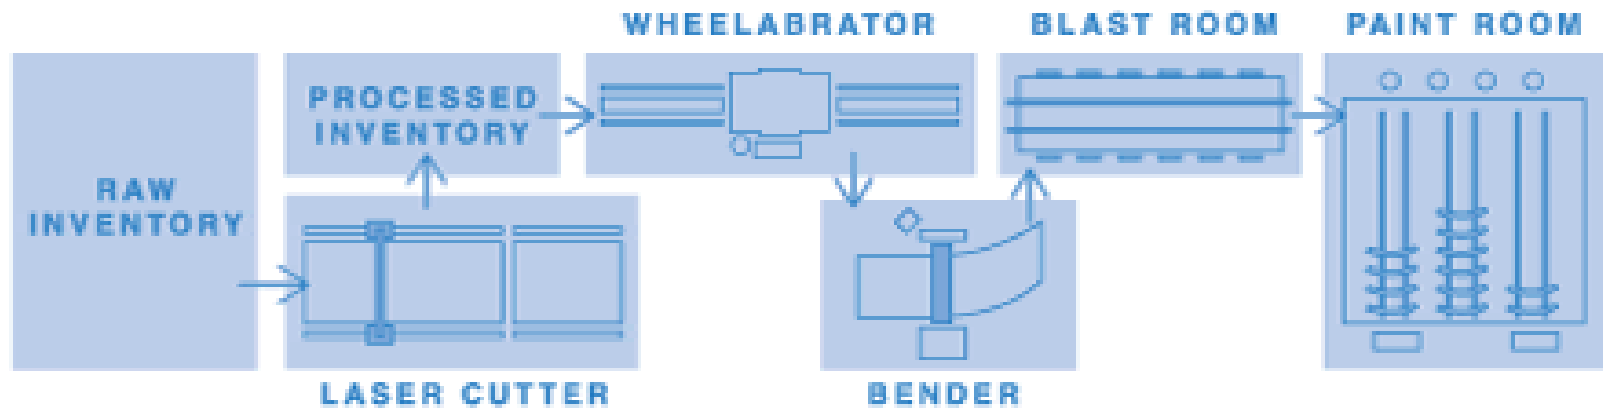 WHEELABRATOR
BLAST ROOM
PAINT ROOM
PROCESSED
INVENTORY
RAW
INVENTORY
LASER CUTTER
BENDER